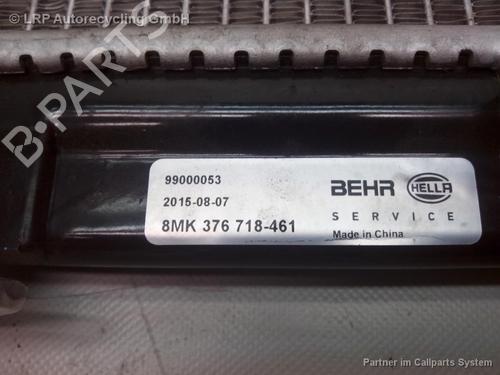 LRP Autorecycling GmbH
B-PARTS
99000053
2015-08-07
8MK 376 718-461
BEHR HELLA
SERVICE
Made in China
Partner im Callparts System